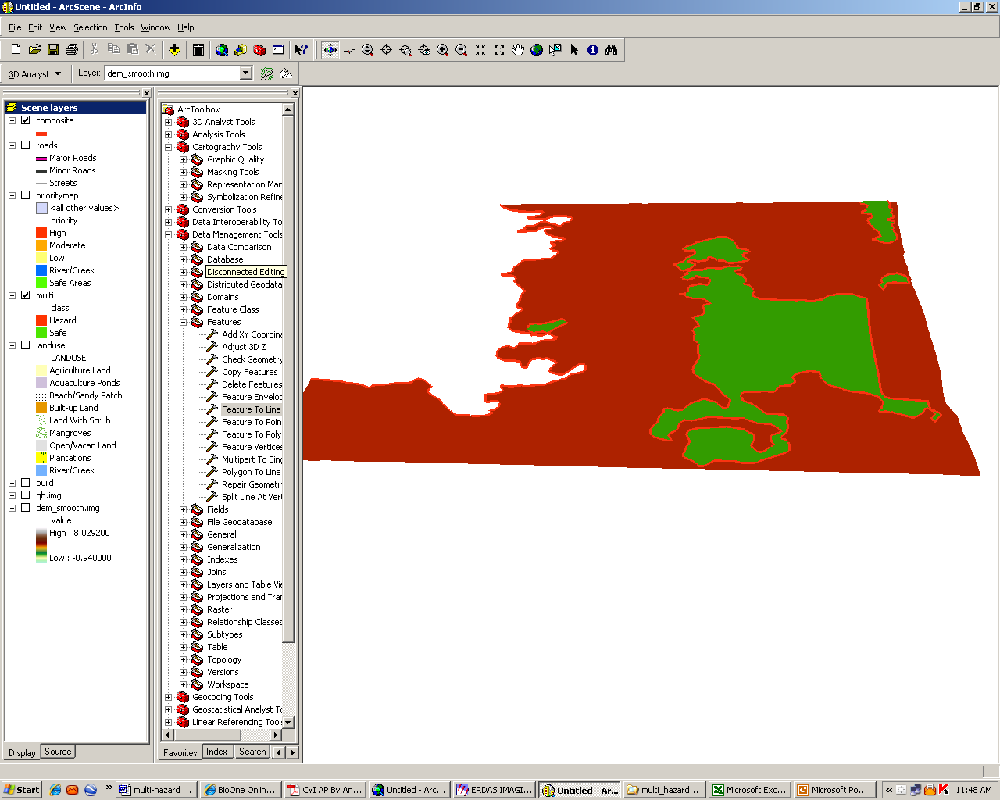 Untitled - ArcScene - ArcInfo
File Edit View Selection Tools Window Help
3D Analyst Layer: dem_smooth.img
Scene layers
composite
roads
Major Roads
Minor Roads
Streets
prioritymap
<all other values>
priority
High
Moderate
Low
River/Creek
Safe Areas
multi
class
Hazard
Safe
landuse
LANDUSE
Agriculture Land
Aquaculture Ponds
Beach/Sandy Patch
Built-up Land
Land With Scrub
Mangroves
Open/Vacan Land
Plantations
River/Creek
build
qb.img
dem_smooth.img
Value
High : 8.029200
Low : -0.940000
Display Source
ArcToolbox
3D Analyst Tools
Analysis Tools
Cartography Tools
Graphic Quality
Masking Tools
Representation Mar
Symbolization Refine
Conversion Tools
Data Interoperability To
Data Management Tools
Data Comparison
Database
Disconnected Editing
Distributed Geodata
Domains
Feature Class
Features
Add XY Coordina
Adjust 3D Z
Check Geometry
Copy Features
Delete Features
Feature Envelop
Feature To Line
Feature To Poin
Feature To Poly
Feature Vertices
Multipart To Sing
Polygon To Line
Repair Geometry
Split Line At Vert
Fields
File Geodatabase
General
Generalization
Indexes
Joins
Layers and Table Vie
Projections and Tran
Raster
Relationship Classes
Subtypes
Table
Topology
Versions
Workspace
Geocoding Tools
Geostatistical Analyst To
Linear Referencing Tools
Favorites Index Search
Start » multi-hazard ... BioOne Onlin... CVI AP By An... Untitled - Arc... ERDAS IMAGI... Untitled - Ar... multi_hazard... Microsoft Exc... Microsoft Po... « 11:48 AM